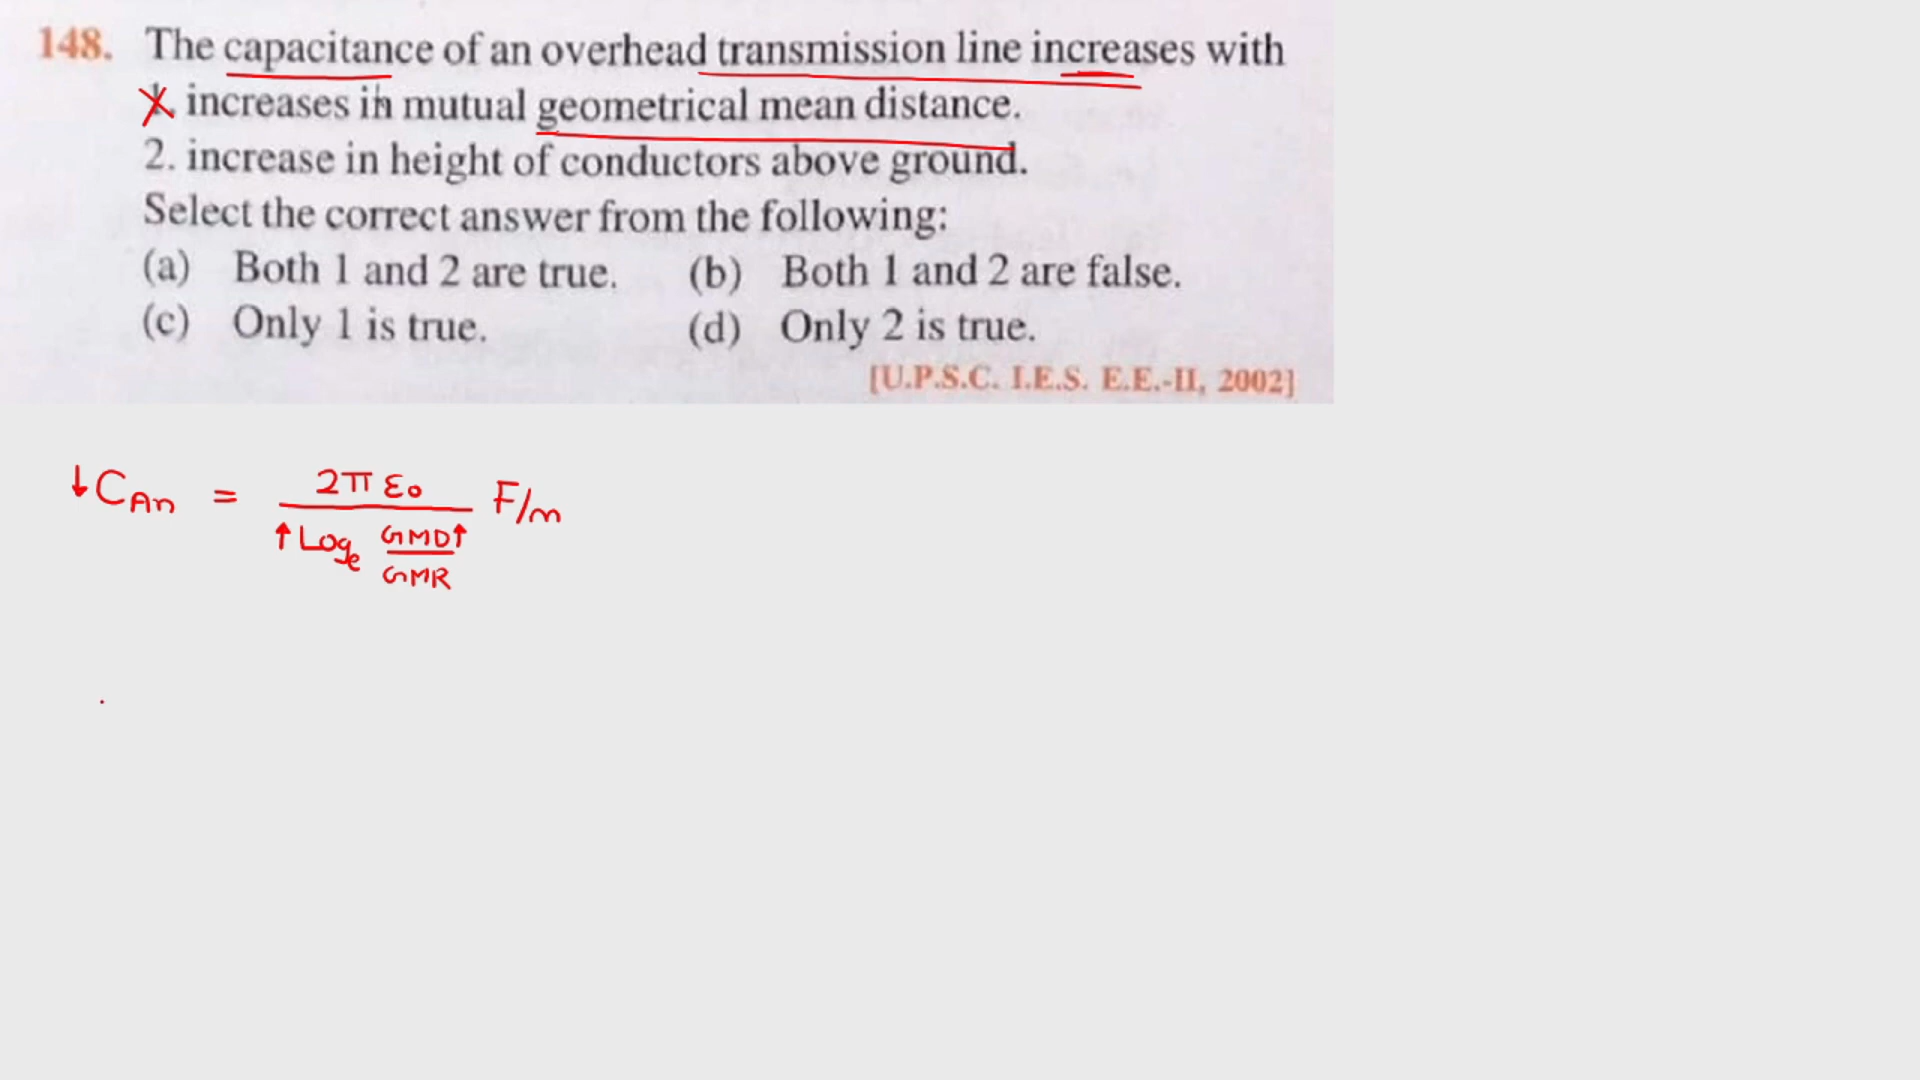 148. The capacitance of an overhead transmission line increases with
1. increases in mutual geometrical mean distance.
2. increase in height of conductors above ground.
Select the correct answer from the following:
(a) Both 1 and 2 are true. (b) Both 1 and 2 are false.
(c) Only 1 is true. (d) Only 2 is true.
[U.P.S.C. I.E.S. E.E.-II, 2002]
↓ C_An = 2π ε₀ / ↑ Log_e (GMD↑ / GMR) F/m